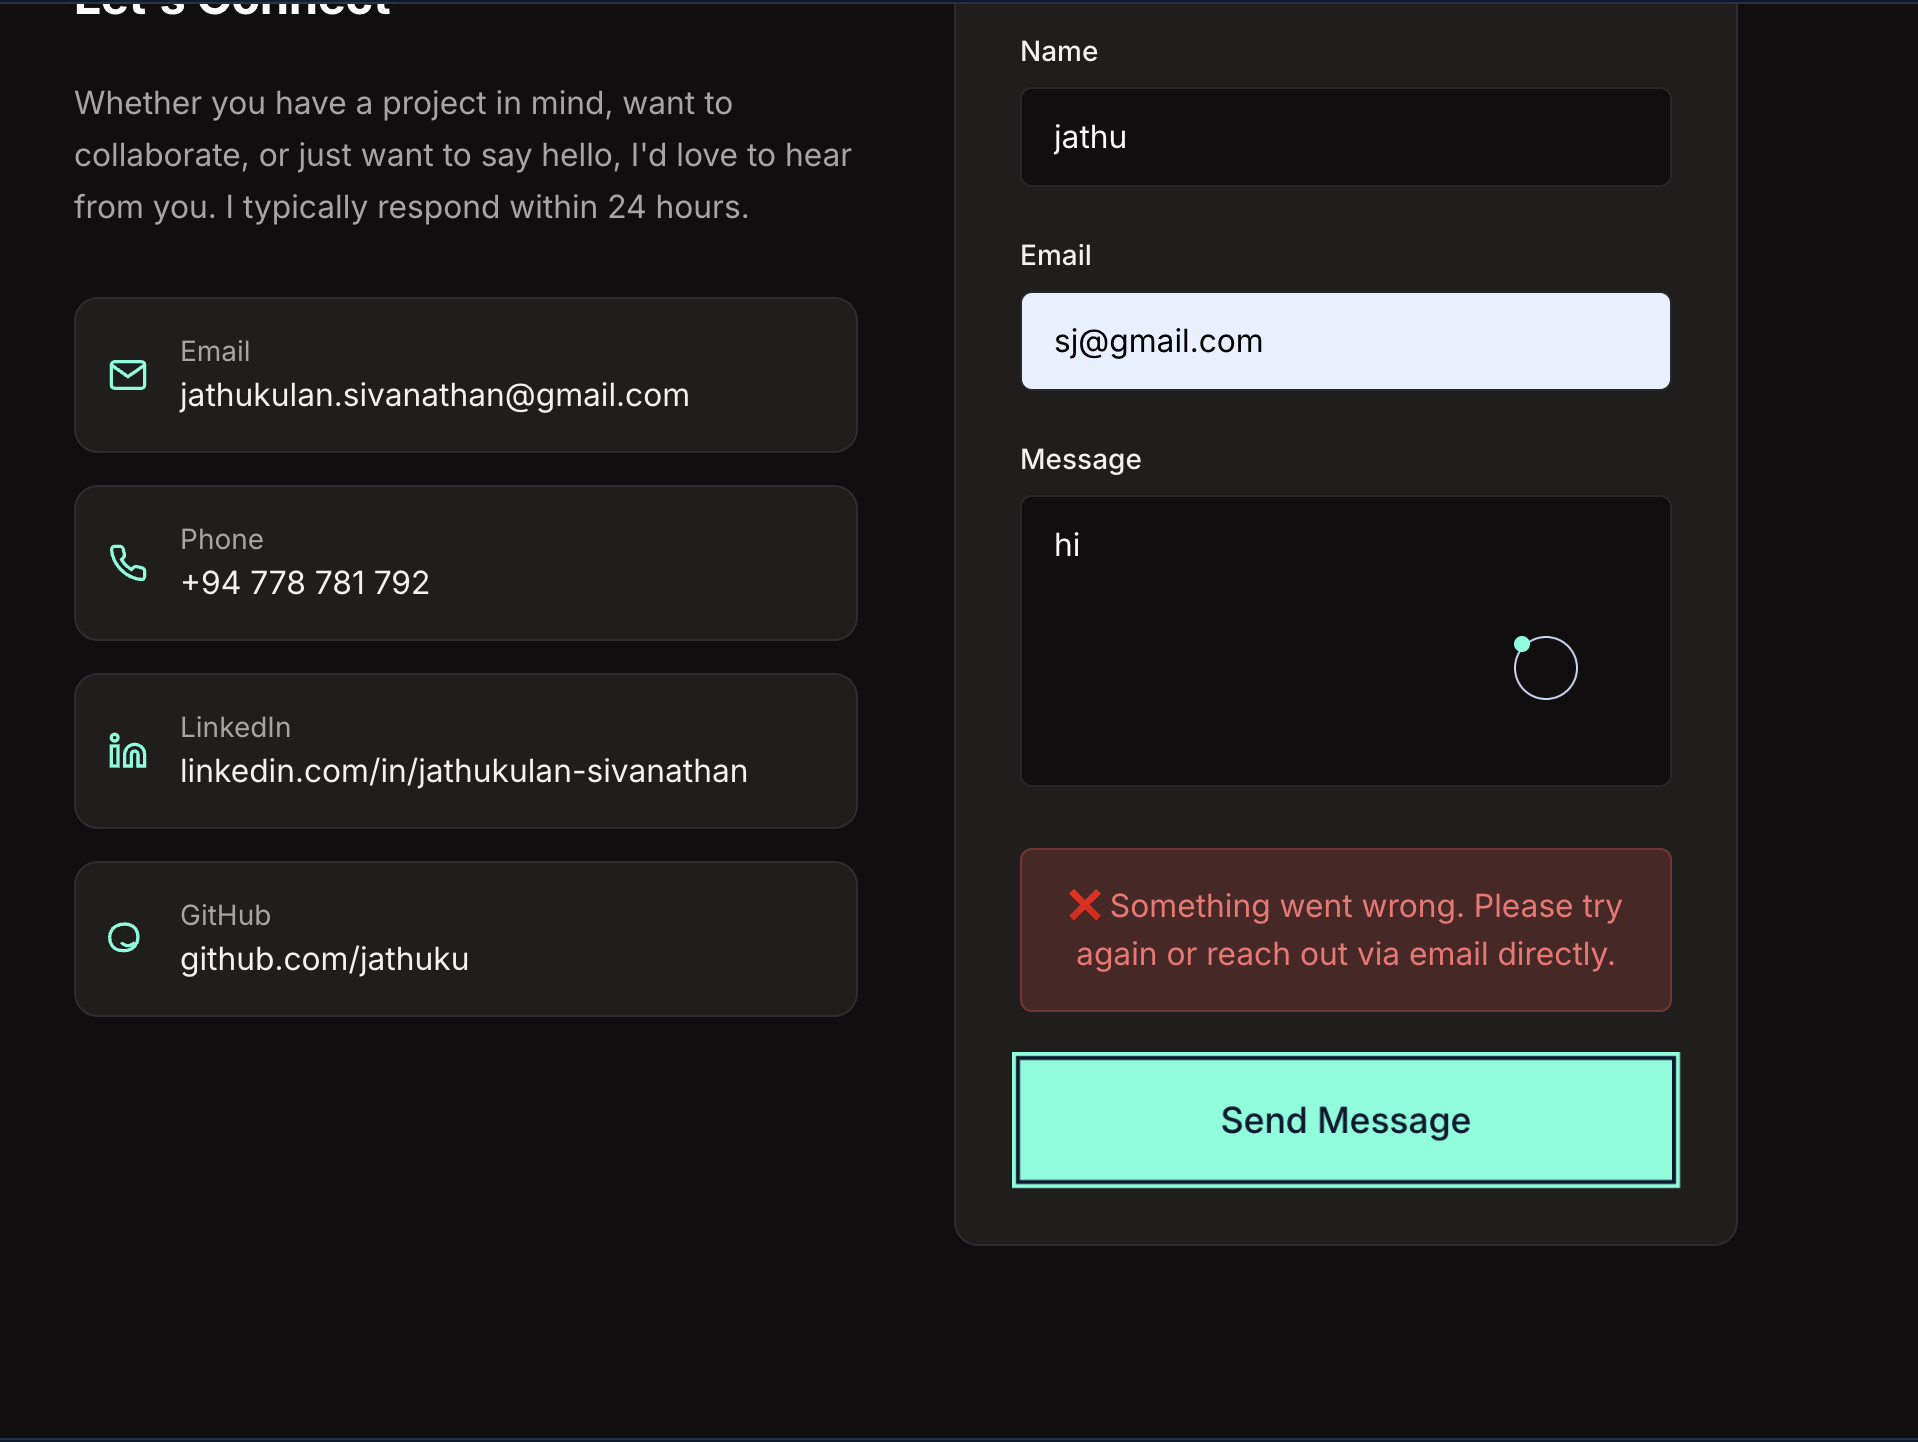 Let's Connect
Whether you have a project in mind, want to
collaborate, or just want to say hello, I'd love to hear
from you. I typically respond within 24 hours.
Email
jathukulan.sivanathan@gmail.com
Phone
+94 778 781 792
LinkedIn
linkedin.com/in/jathukulan-sivanathan
GitHub
github.com/jathuku
Name
jathu
Email
sj@gmail.com
Message
hi
❌ Something went wrong. Please try
again or reach out via email directly.
Send Message